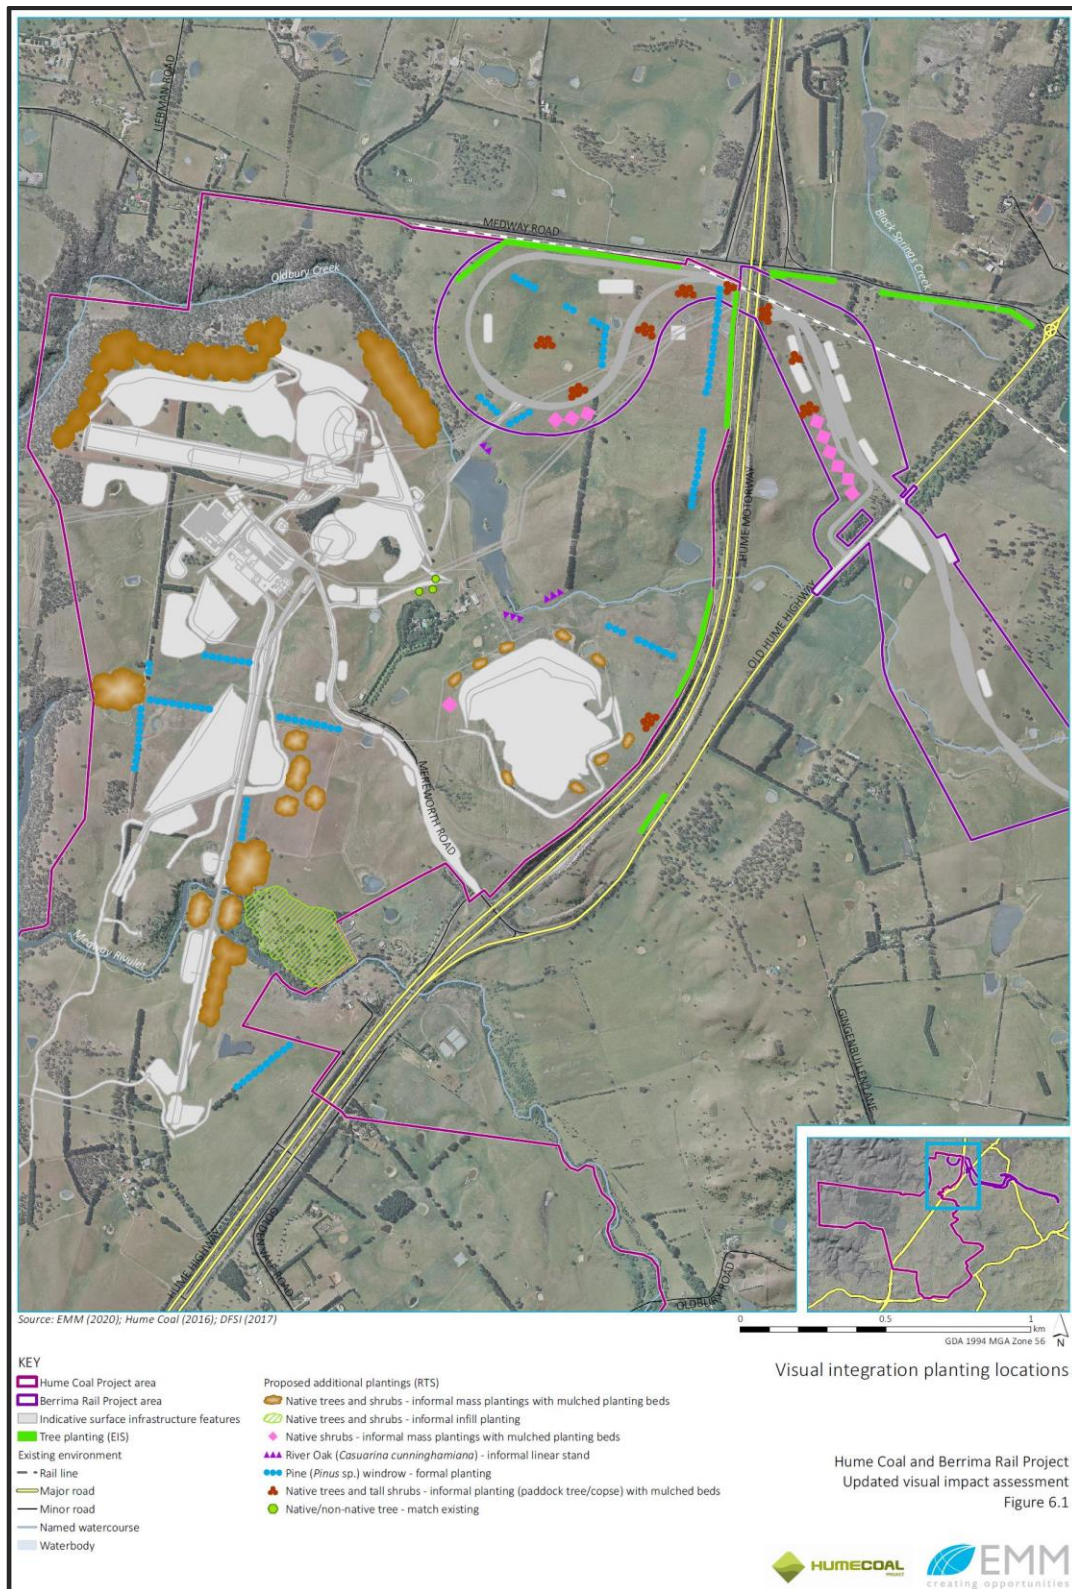 LIEBMAN ROAD
MEDWAY ROAD
Black Springs Creek
Oldbury Creek
HUME MOTORWAY
OLD HUME HIGHWAY
MEREWORTH ROAD
Medway Rivulet
GINGENBULLEN LANE
HUME HIGHWAY
GOLDEN VALE ROAD
OLDBURY ROAD
Source: EMM (2020); Hume Coal (2016); DFSI (2017)
0 0.5 1
km
GDA 1994 MGA Zone 56
N
KEY
Hume Coal Project area
Berrima Rail Project area
Indicative surface infrastructure features
Tree planting (EIS)
Existing environment
Rail line
Major road
Minor road
Named watercourse
Waterbody
Proposed additional plantings (RTS)
Native trees and shrubs - informal mass plantings with mulched planting beds
Native trees and shrubs - informal infill planting
Native shrubs - informal mass plantings with mulched planting beds
River Oak (Casuarina cunninghamiana) - informal linear stand
Pine (Pinus sp.) windrow - formal planting
Native trees and tall shrubs - informal planting (paddock tree/copse) with mulched beds
Native/non-native tree - match existing
Visual integration planting locations
Hume Coal and Berrima Rail Project
Updated visual impact assessment
Figure 6.1
HUMECOAL
PROJECT
EMM
creating opportunities